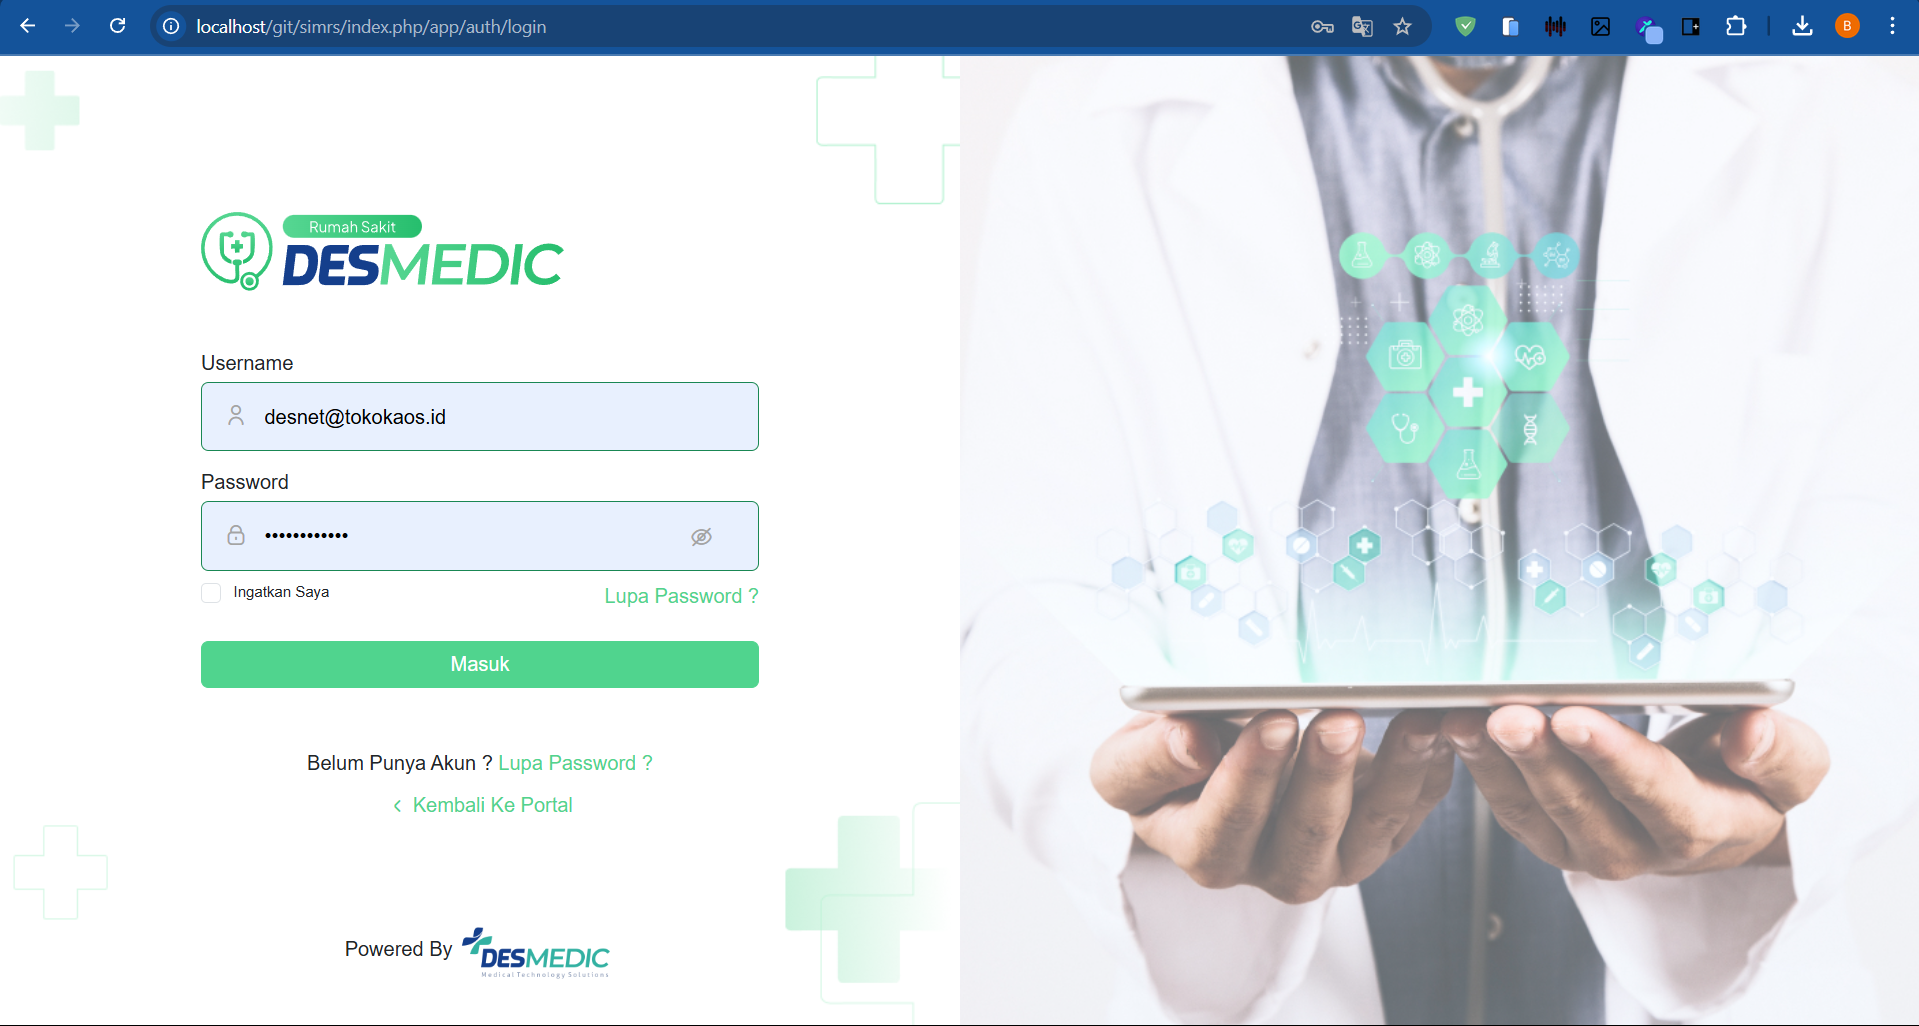 localhost/git/simrs/index.php/app/auth/login
B
Rumah Sakit
DESMEDIC
Username
desnet@tokokaos.id
Password
••••••••••••
Ingatkan Saya
Lupa Password ?
Masuk
Belum Punya Akun ? Lupa Password ?
Kembali Ke Portal
Powered By DESMEDIC
Medical Technology Solutions